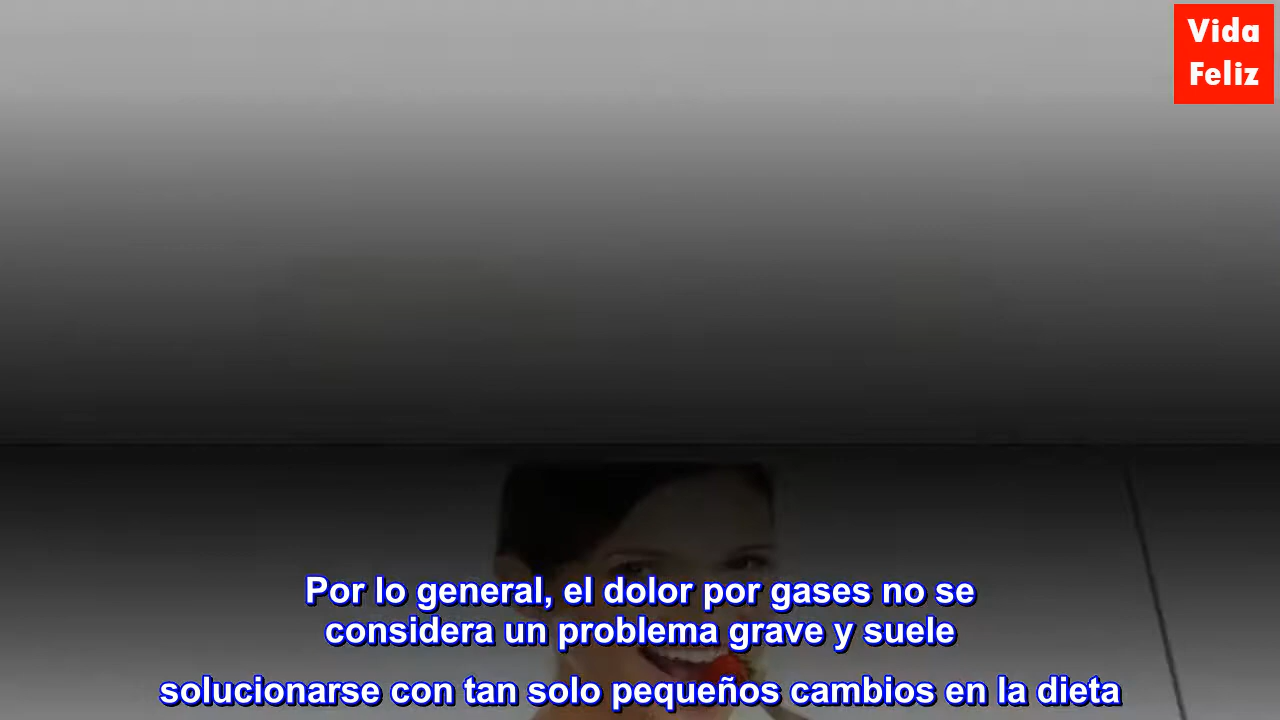 Vida
Feliz
Por lo general, el dolor por gases no se
considera un problema grave y suele
solucionarse con tan solo pequeños cambios en la dieta